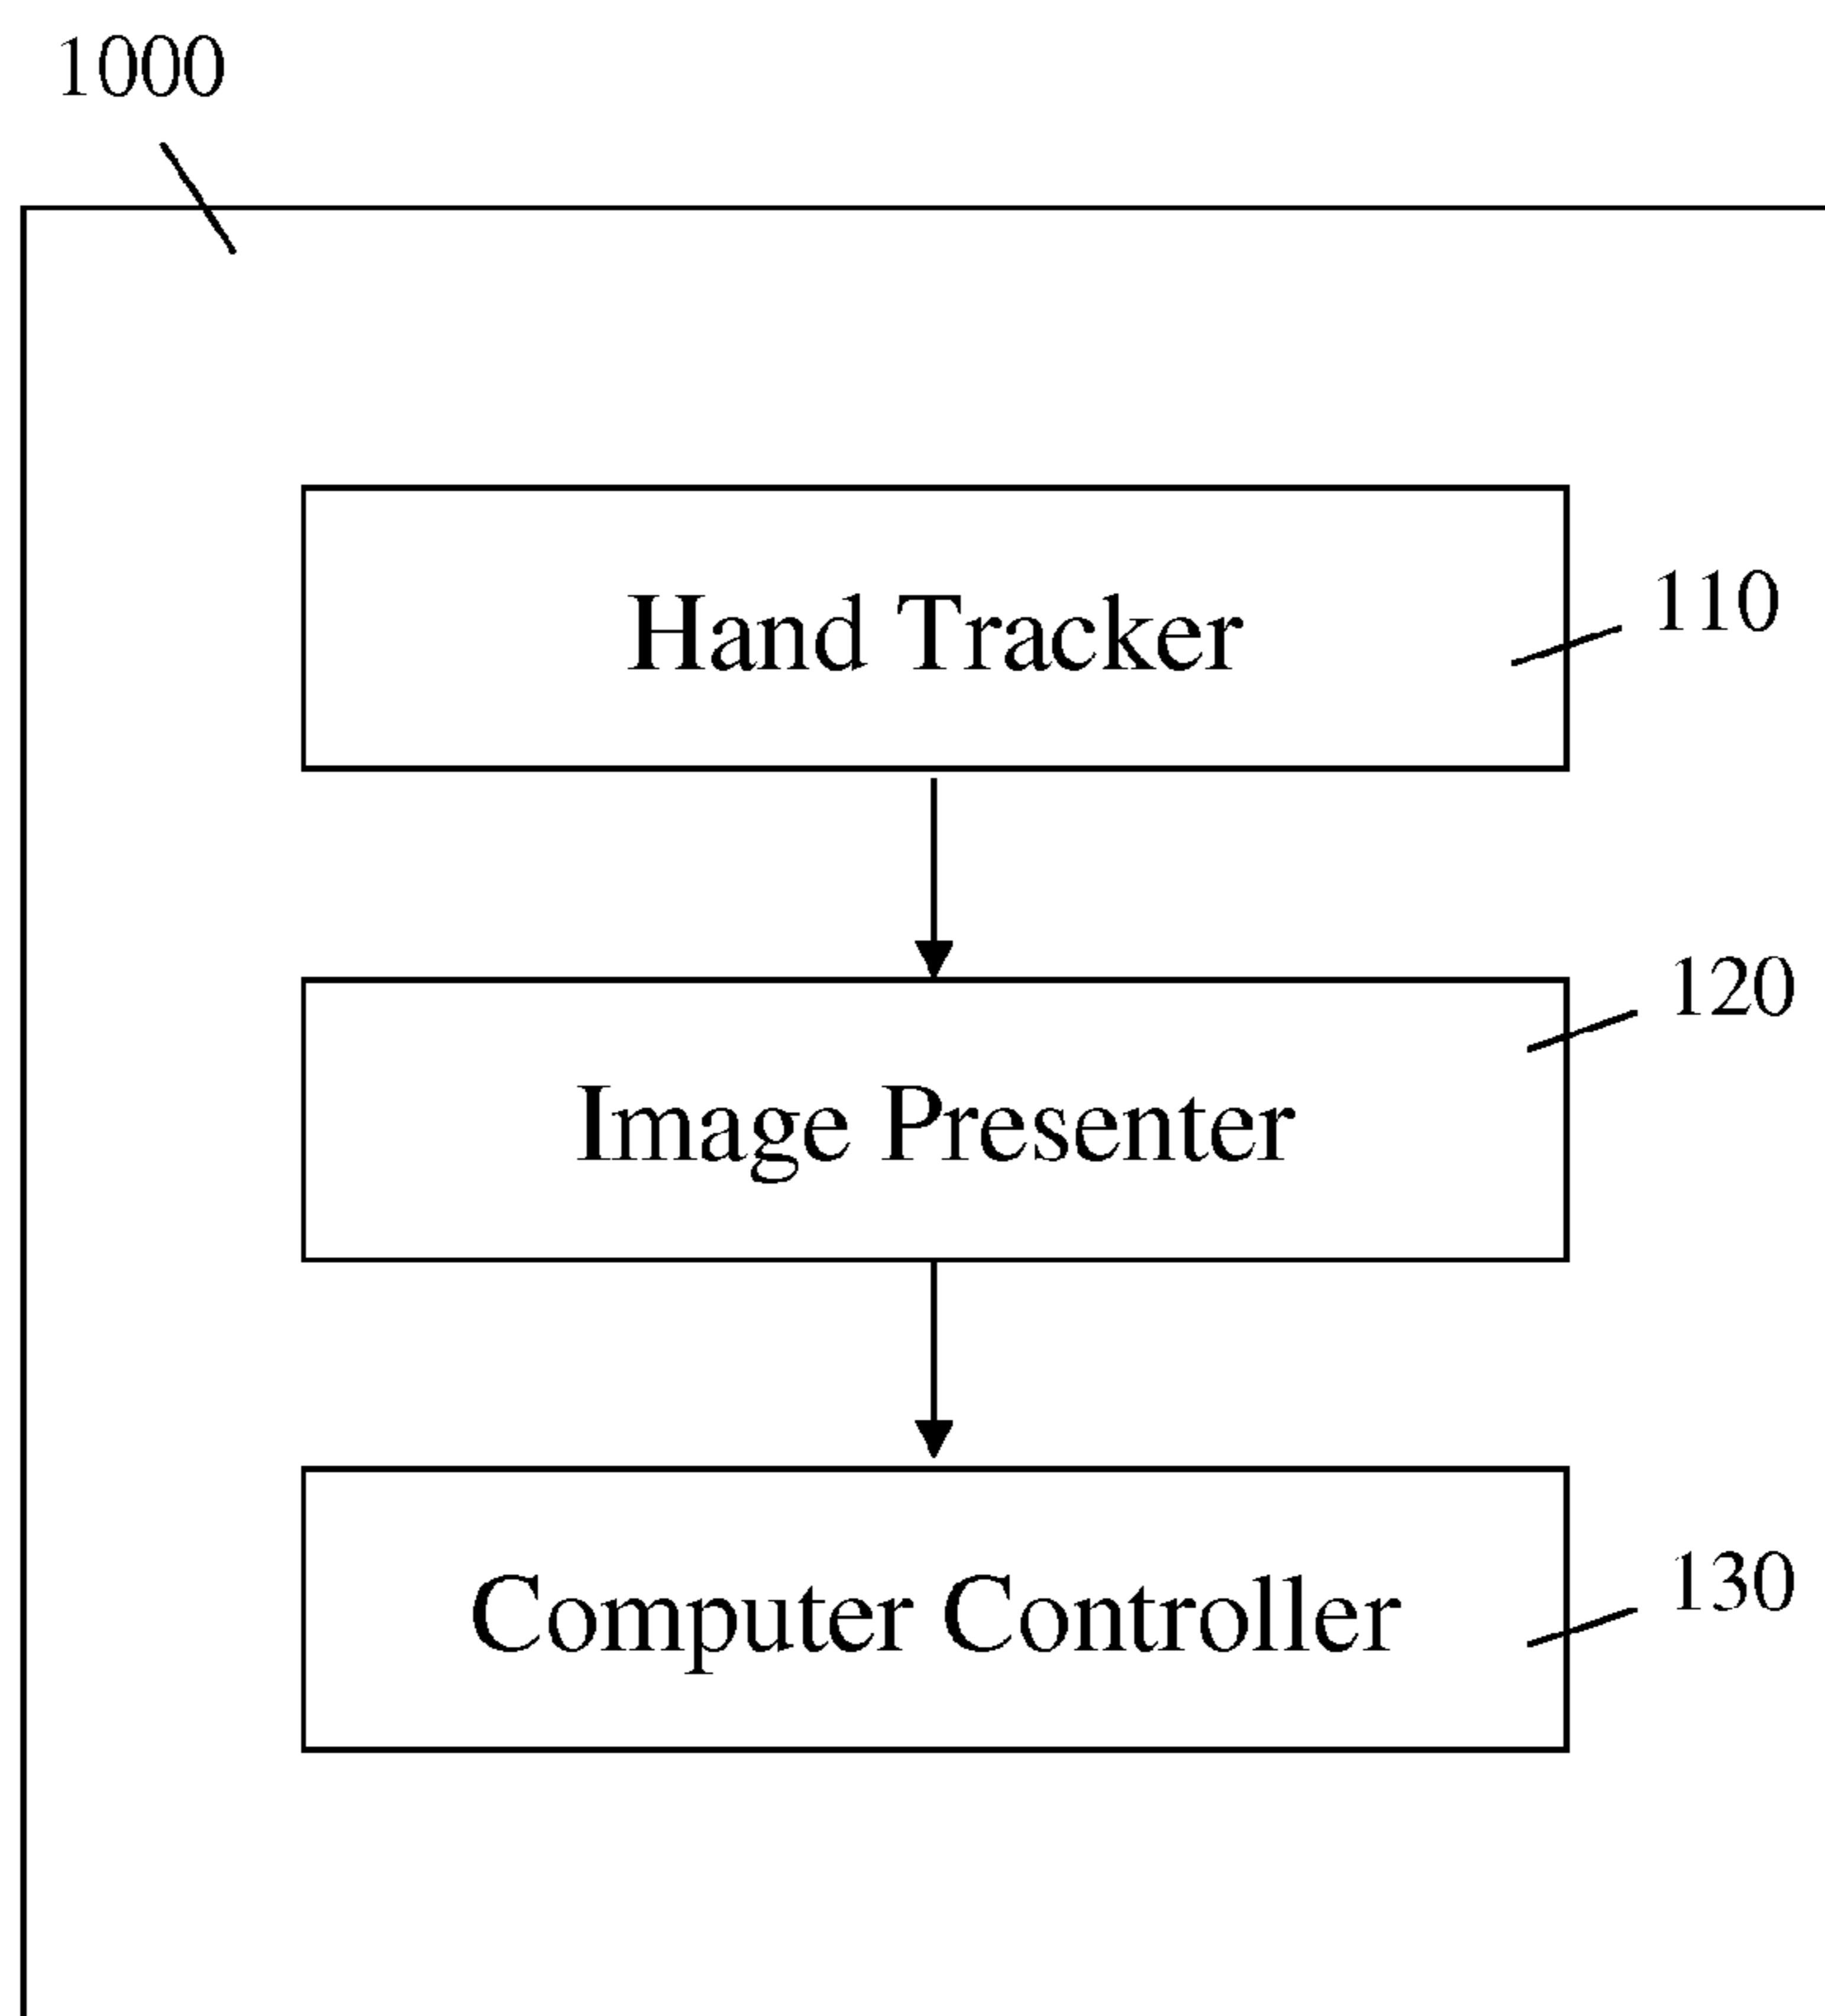 1000
Hand Tracker
110
120
Image Presenter
130
Computer Controller